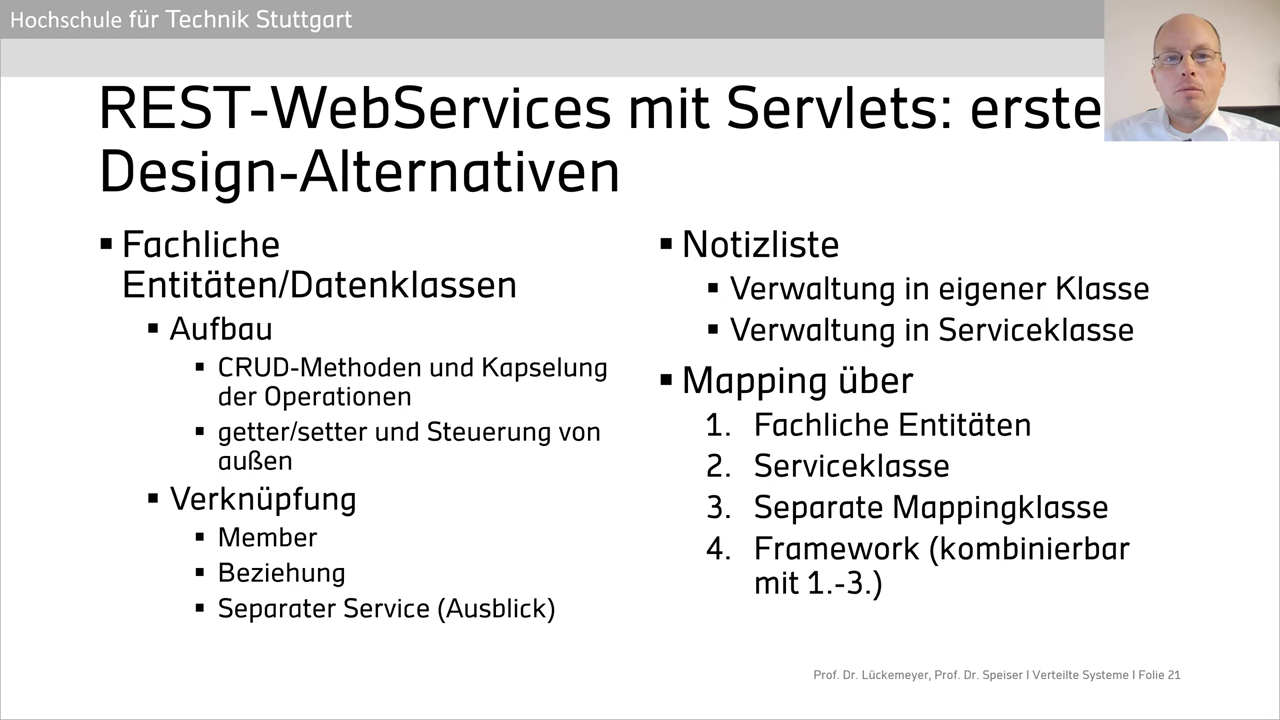 Hochschule für Technik Stuttgart
REST-WebServices mit Servlets: erste
Design-Alternativen
▪ Fachliche
Entitäten/Datenklassen
▪ Aufbau
▪ CRUD-Methoden und Kapselung
der Operationen
▪ getter/setter und Steuerung von
außen
▪ Verknüpfung
▪ Member
▪ Beziehung
▪ Separater Service (Ausblick)
▪ Notizliste
▪ Verwaltung in eigener Klasse
▪ Verwaltung in Serviceklasse
▪ Mapping über
1. Fachliche Entitäten
2. Serviceklasse
3. Separate Mappingklasse
4. Framework (kombinierbar
mit 1.-3.)
Prof. Dr. Lückemeyer, Prof. Dr. Speiser I Verteilte Systeme I Folie 21